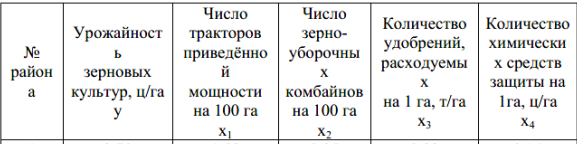 №
район
а
Урожайност
ь
зерновых
культур, ц/га
y
Число
тракторов
приведённо
й
мощности
на 100 га
x₁
Число
зерно-
уборочны
х
комбайнов
на 100 га
x₂
Количество
удобрений,
расходуемы
х
на 1 га, т/га
x₃
Количество
химически
х средств
защиты на
1га, ц/га
x₄